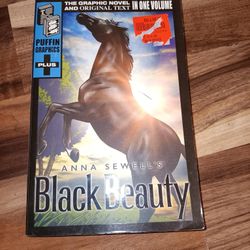 THE GRAPHIC NOVEL
AND ORIGINAL TEXT IN ONE VOLUME
PUFFIN
GRAPHICS
PLUS
ANNA SEWELL'S
Black Beauty